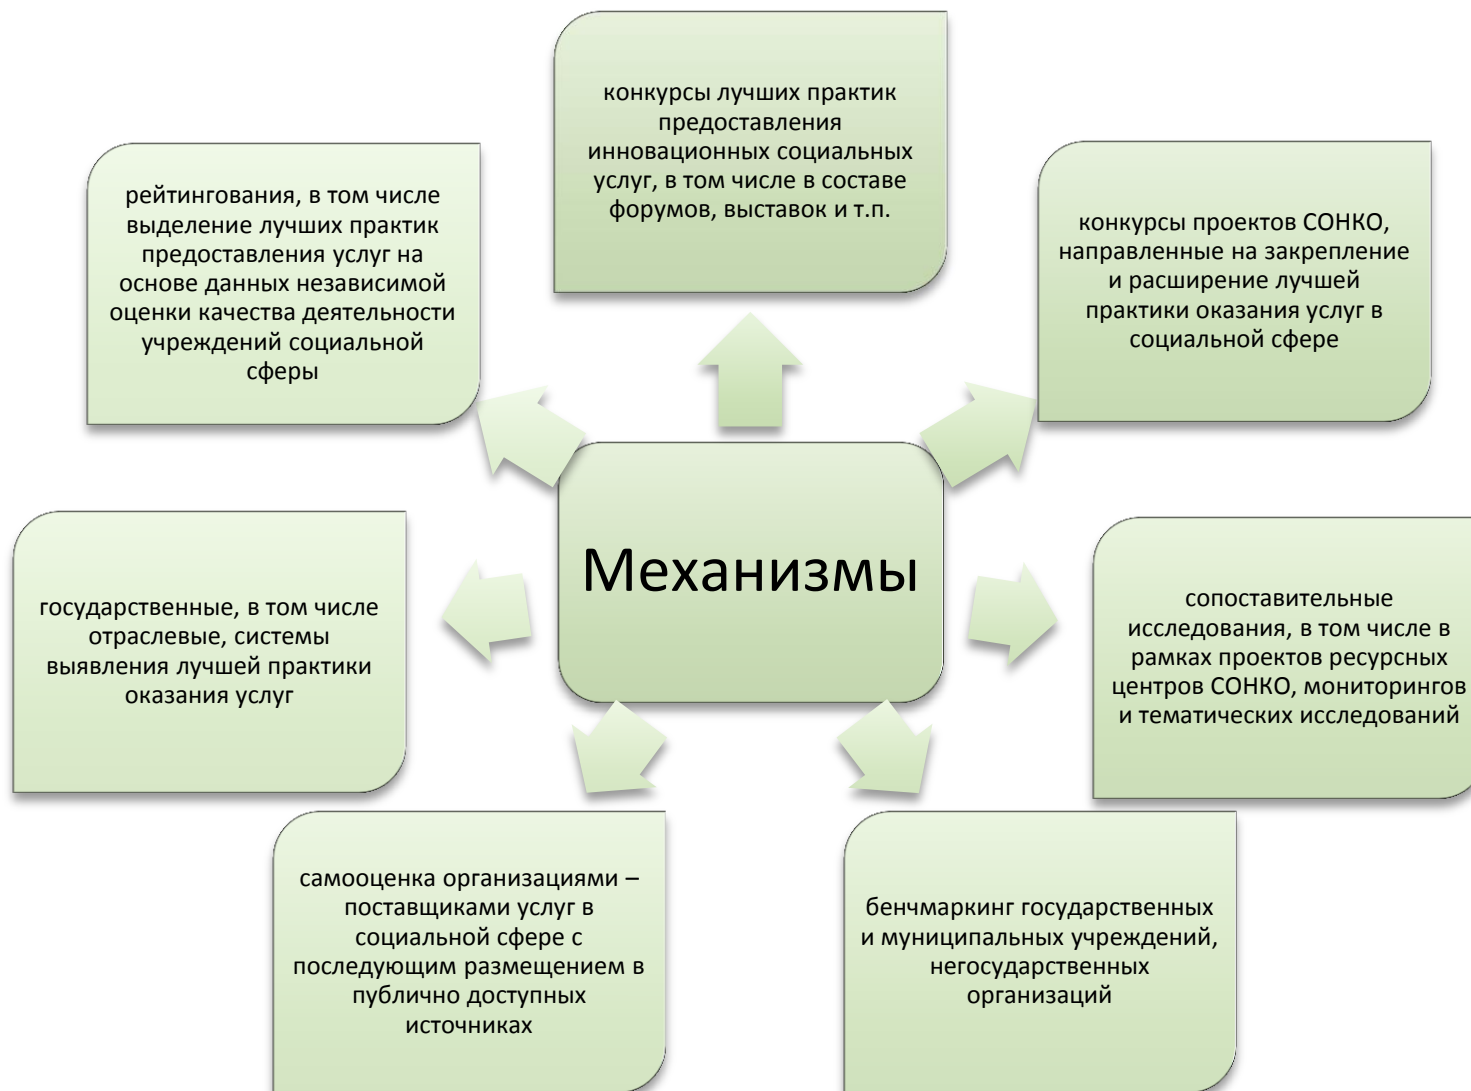 конкурсы лучших практик
предоставления
инновационных социальных
услуг, в том числе в составе
форумов, выставок и т.п.
рейтингования, в том числе
выделение лучших практик
предоставления услуг на
основе данных независимой
оценки качества деятельности
учреждений социальной
сферы
конкурсы проектов СОНКО,
направленные на закрепление
и расширение лучшей
практики оказания услуг в
социальной сфере
Механизмы
государственные, в том числе
отраслевые, системы
выявления лучшей практики
оказания услуг
сопоставительные
исследования, в том числе в
рамках проектов ресурсных
центров СОНКО, мониторингов
и тематических исследований
самооценка организациями –
поставщиками услуг в
социальной сфере с
последующим размещением в
публично доступных
источниках
бенчмаркинг государственных
и муниципальных учреждений,
негосударственных
организаций